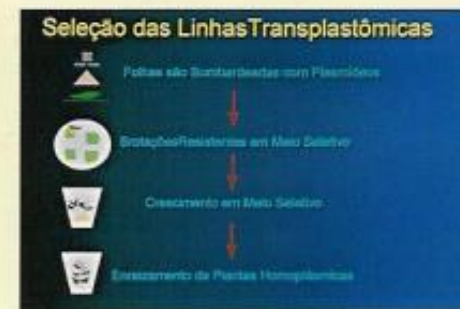 Seleção das LinhasTransplastômicas
Folhas são Bombardeadas com Plasmídeos
BrotaçõesResistentes em Meio Seletivo
Crescimento em Meio Seletivo
Enraizamento de Plantas Homoplásmicas